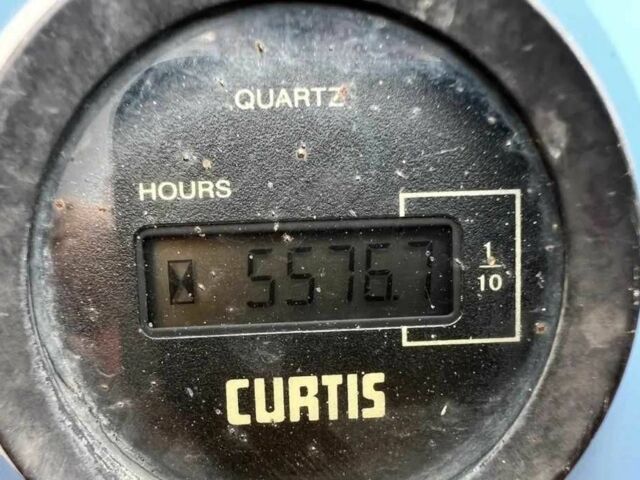 QUARTZ
HOURS
5576.7
1/10
CURTIS